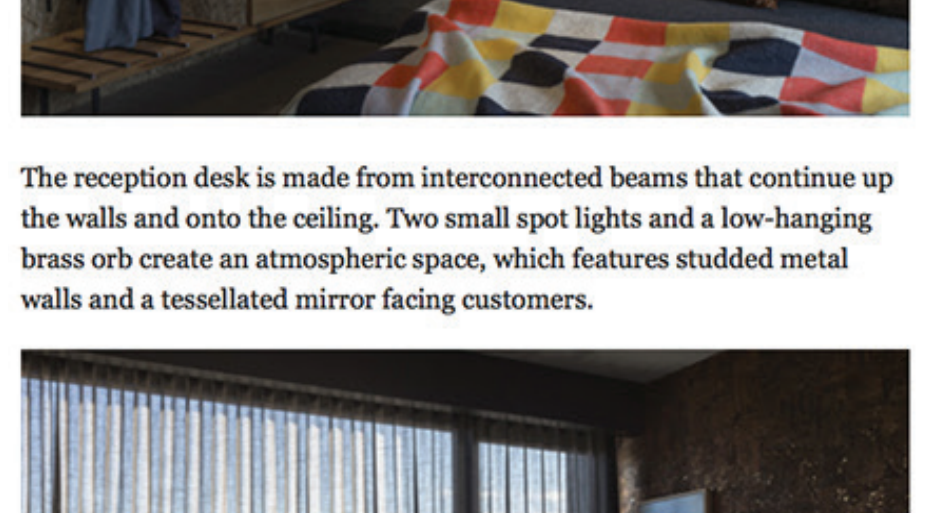 The reception desk is made from interconnected beams that continue up
the walls and onto the ceiling. Two small spot lights and a low-hanging
brass orb create an atmospheric space, which features studded metal
walls and a tessellated mirror facing customers.